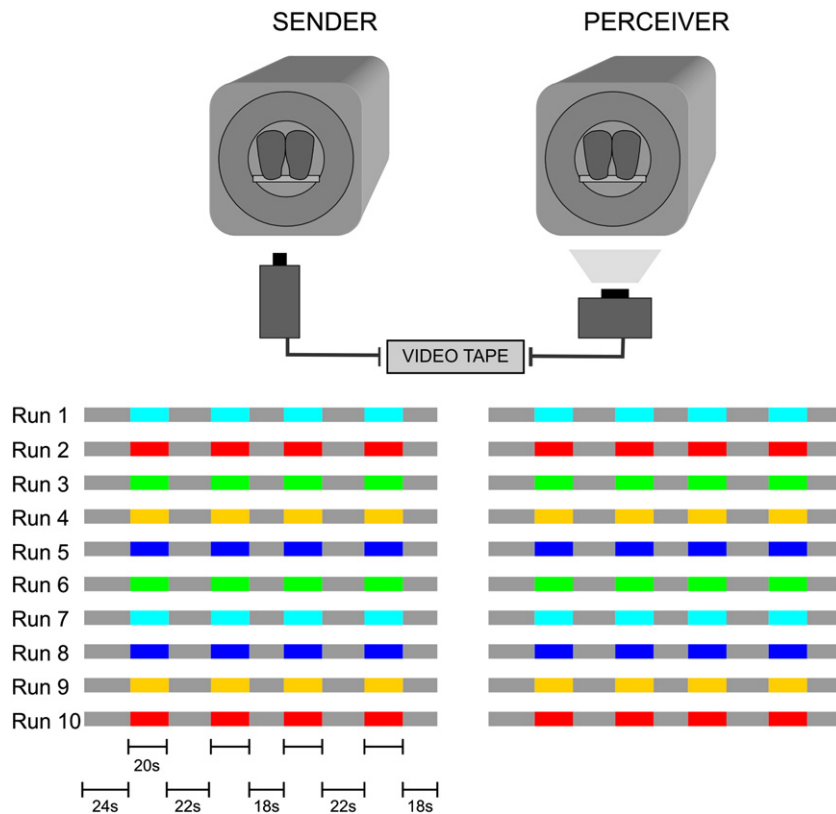 SENDER PERCEIVER
VIDEO TAPE
Run 1
Run 2
Run 3
Run 4
Run 5
Run 6
Run 7
Run 8
Run 9
Run 10
20s
24s 22s 18s 22s 18s